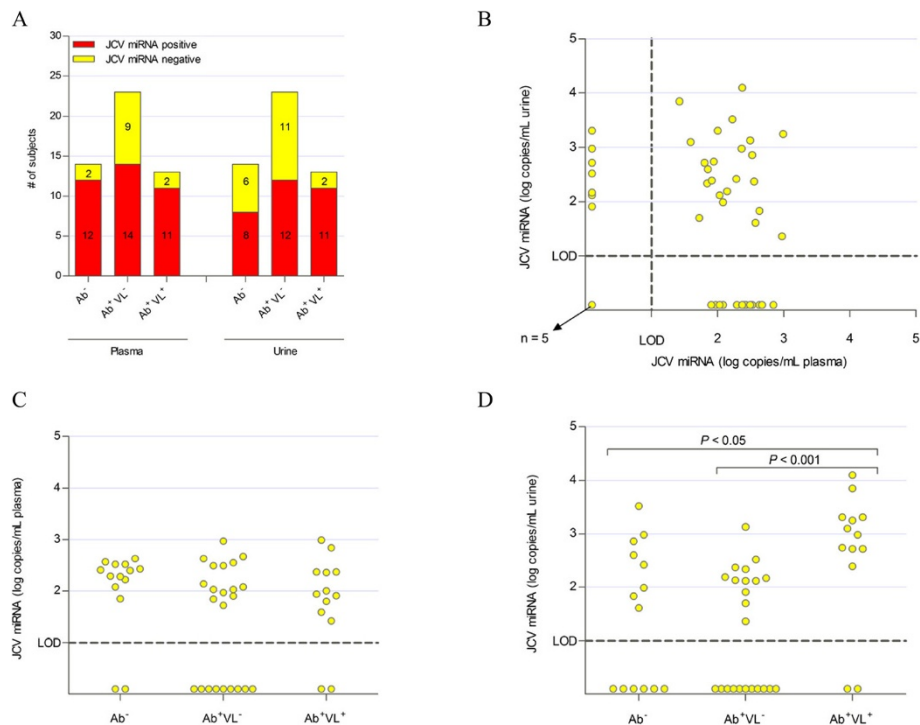 A
JCV miRNA positive
JCV miRNA negative
30
25
20
15
10
5
0
# of subjects
2
12
9
14
2
11
6
8
11
12
2
11
Ab⁻
Ab⁺VL⁻
Ab⁺VL⁺
Ab⁻
Ab⁺VL⁻
Ab⁺VL⁺
Plasma
Urine
B
JCV miRNA (log copies/mL urine)
5
4
3
2
LOD
n = 5
LOD
2
3
4
5
JCV miRNA (log copies/mL plasma)
C
JCV miRNA (log copies/mL plasma)
5
4
3
2
LOD
Ab⁻
Ab⁺VL⁻
Ab⁺VL⁺
D
JCV miRNA (log copies/mL urine)
5
4
3
2
LOD
P < 0.05
P < 0.001
Ab⁻
Ab⁺VL⁻
Ab⁺VL⁺